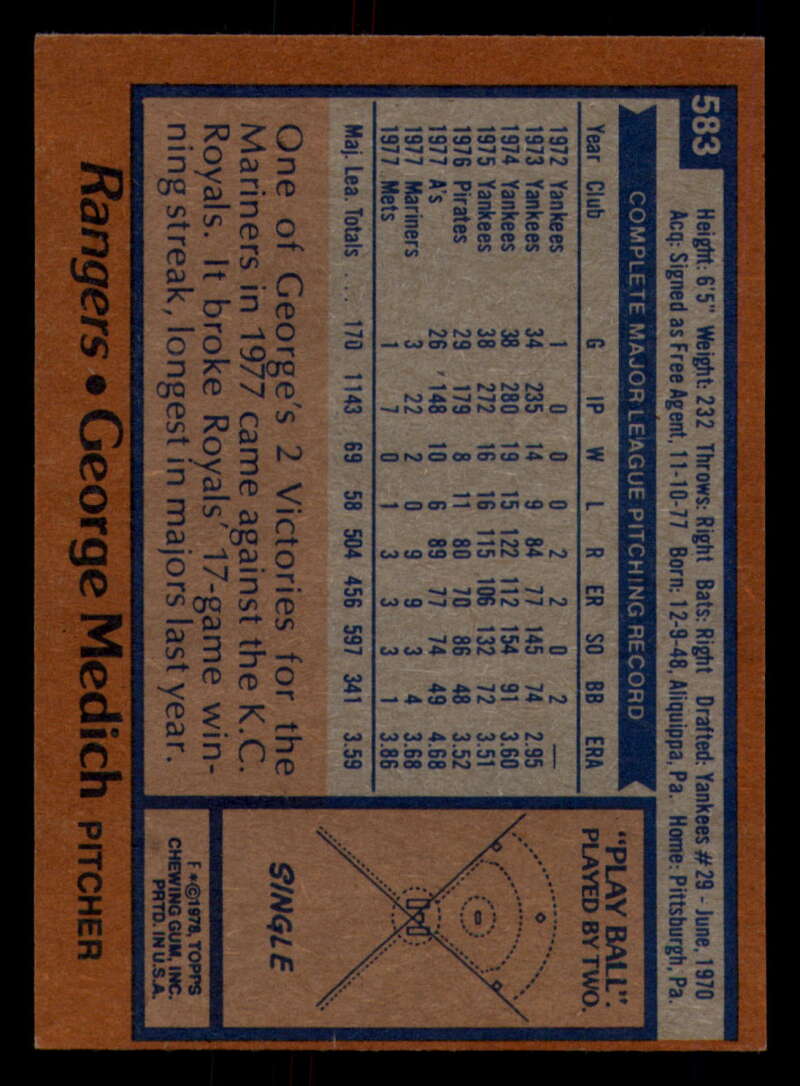 583
Height: 6'5" Weight: 232 Throws: Right Bats: Right Drafted: Yankees #29 - June, 1970
Acq: Signed as Free Agent, 11-10-77 Born: 12-9-48, Aliquippa, Pa. Home: Pittsburgh, Pa.
COMPLETE MAJOR LEAGUE PITCHING RECORD
Year Club G IP W L R ER SO BB ERA
1972 Yankees 1 0 0 0 2 2 0 2 —
1973 Yankees 34 235 14 9 84 77 145 74 2.95
1974 Yankees 38 280 19 15 122 112 154 91 3.60
1975 Yankees 38 272 16 16 115 106 132 72 3.51
1976 Pirates 29 179 8 11 80 70 86 48 3.52
1977 A's 26 148 10 6 89 77 74 49 4.68
1977 Mariners 3 22 2 0 9 9 3 4 3.68
1977 Mets 1 7 0 1 3 3 3 1 3.86
Maj. Lea. Totals ... 170 1143 69 58 504 456 597 341 3.59
One of George's 2 Victories for the
Mariners in 1977 came against the K.C.
Royals. It broke Royals' 17-game win-
ning streak, longest in majors last year.
"PLAY BALL".
PLAYED BY TWO.
SINGLE
F*©1978, TOPPS
CHEWING GUM, INC.
PRTD. IN U.S.A.
Rangers • George Medich PITCHER